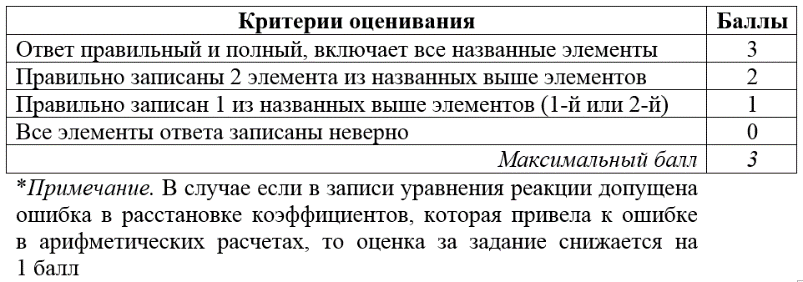 Критерии оценивания Баллы
Ответ правильный и полный, включает все названные элементы 3
Правильно записаны 2 элемента из названных выше элементов 2
Правильно записан 1 из названных выше элементов (1-й или 2-й) 1
Все элементы ответа записаны неверно 0
Максимальный балл 3
*Примечание. В случае если в записи уравнения реакции допущена
ошибка в расстановке коэффициентов, которая привела к ошибке
в арифметических расчетах, то оценка за задание снижается на
1 балл